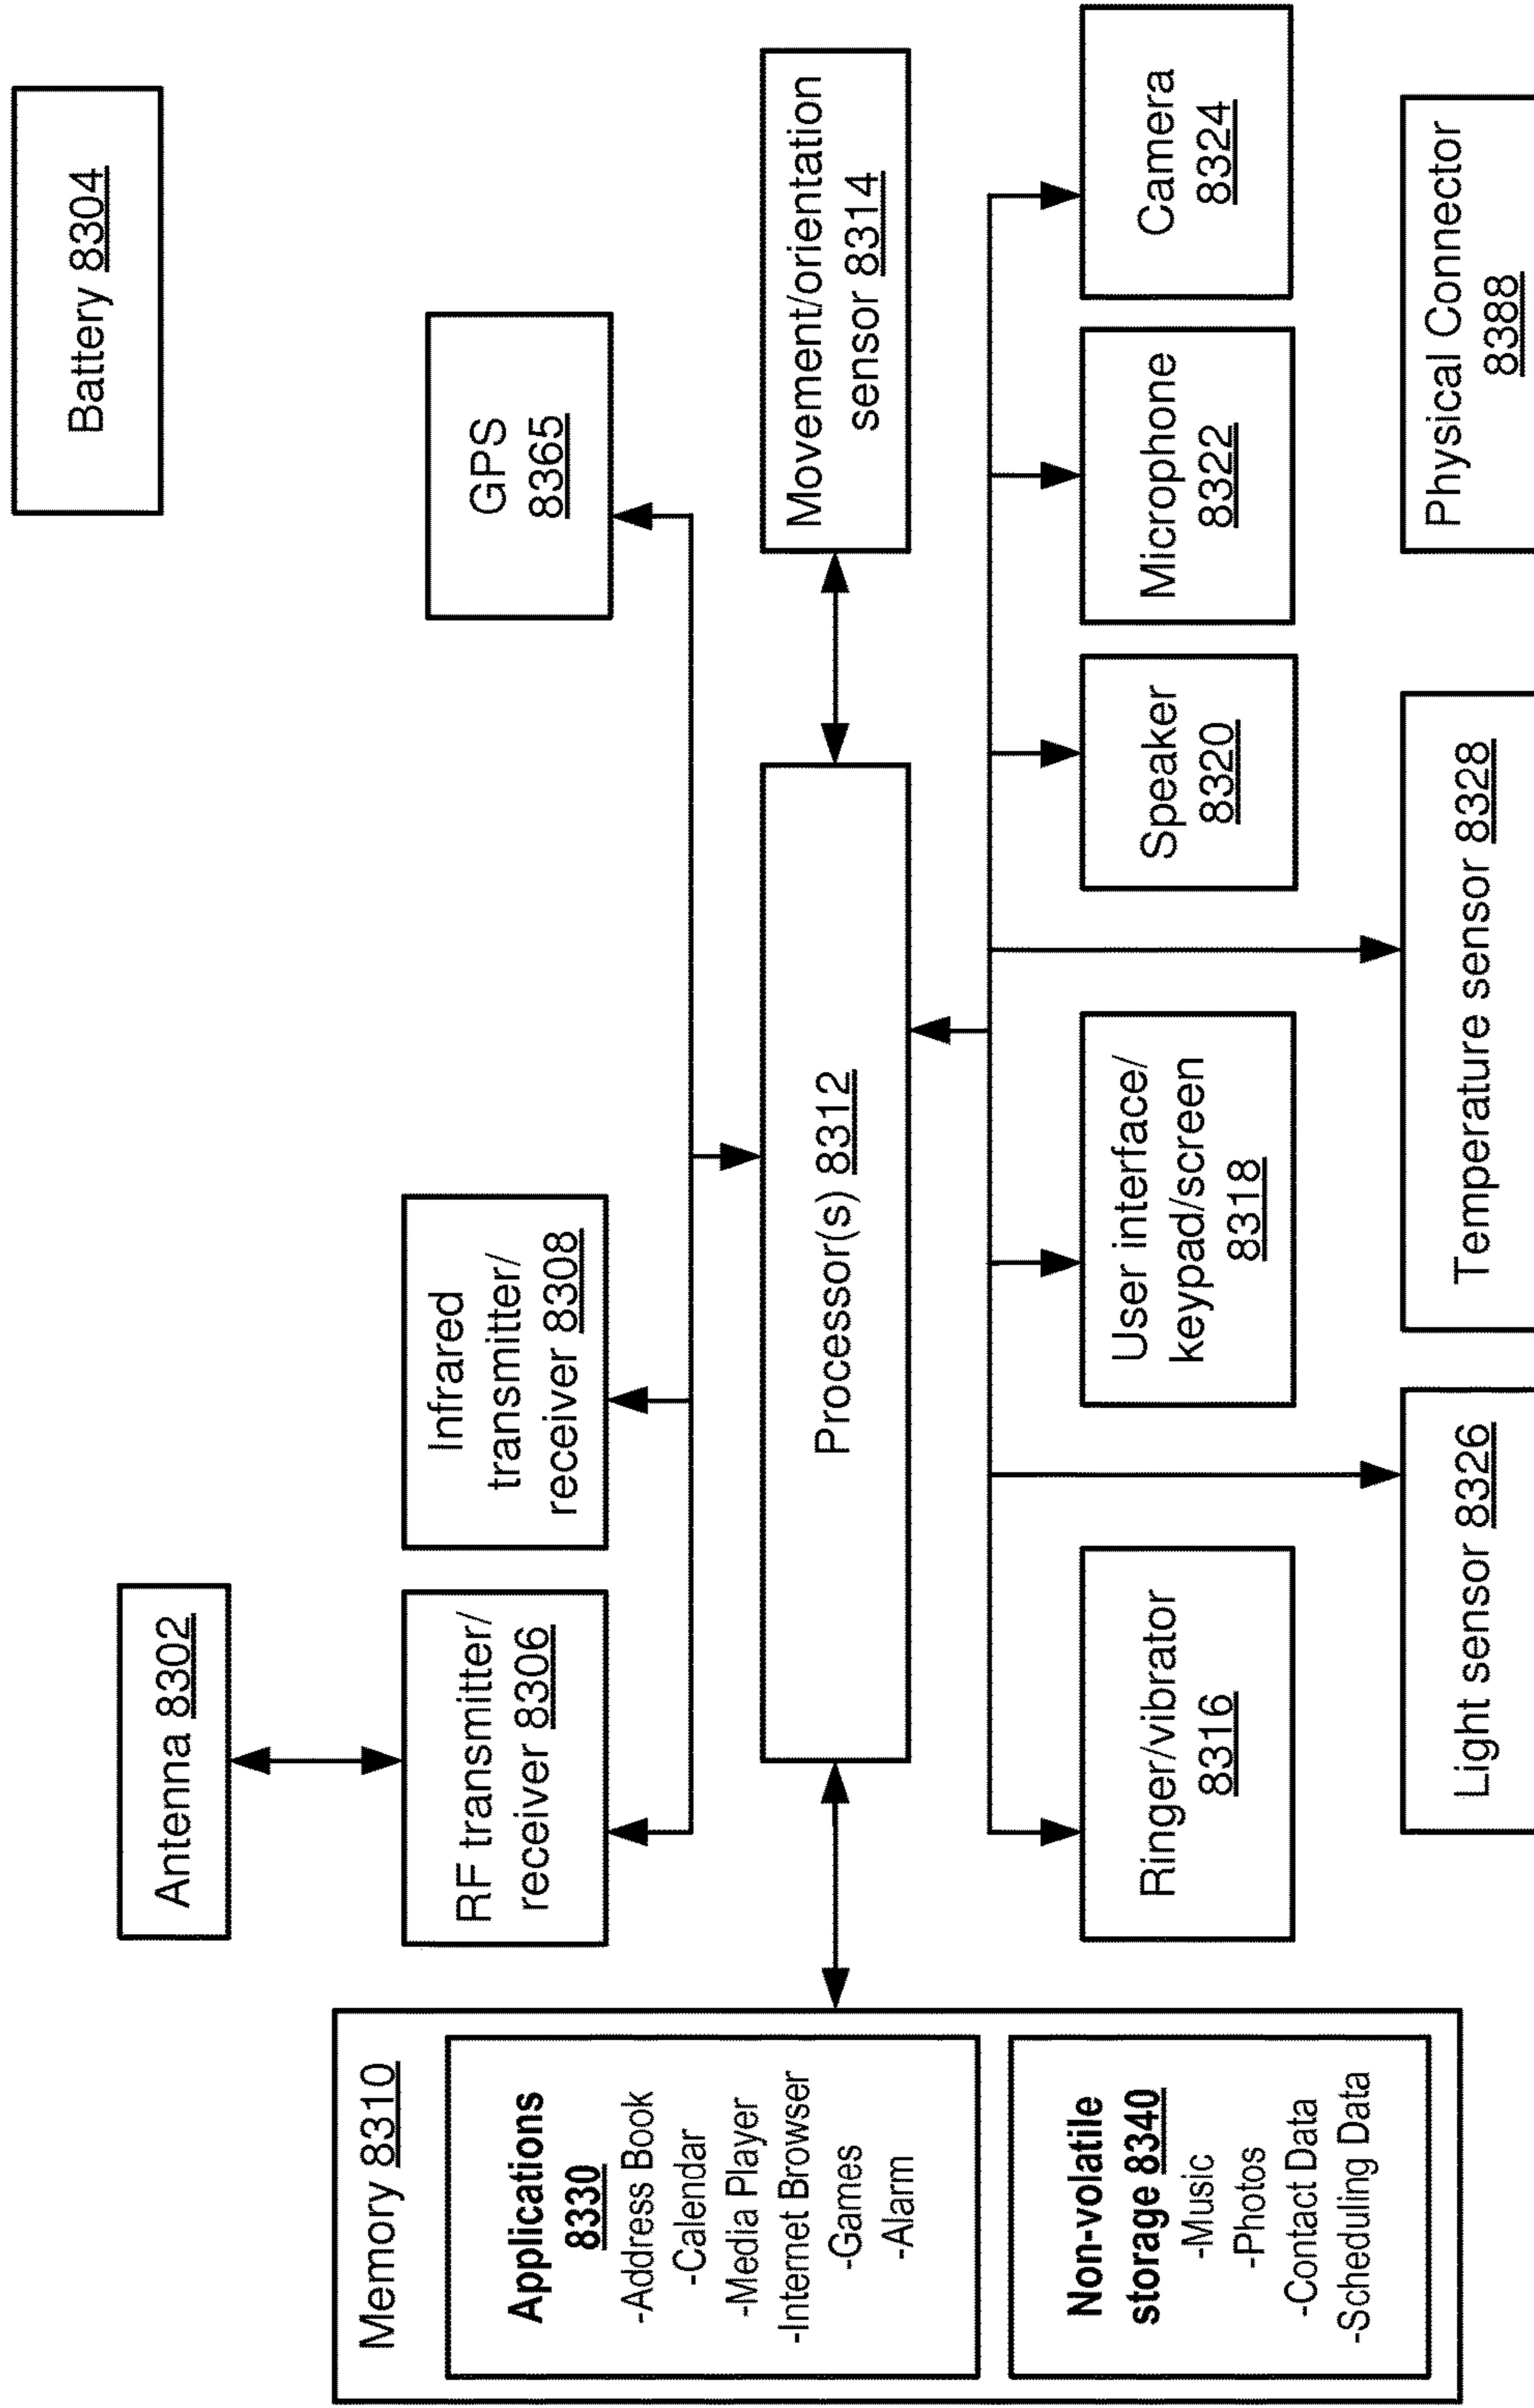 Antenna 8302
Battery 8304
RF transmitter/
receiver 8306
Infrared
transmitter/
receiver 8308
GPS
8365
Memory 8310
Applications
8330
-Address Book
-Calendar
-Media Player
-Internet Browser
-Games
-Alarm
Non-volatile
storage 8340
-Music
-Photos
-Contact Data
-Scheduling Data
Processor(s) 8312
Movement/orientation
sensor 8314
Ringer/vibrator
8316
User interface/
keypad/screen
8318
Speaker
8320
Microphone
8322
Camera
8324
Light sensor 8326
Temperature sensor 8328
Physical Connector
8388